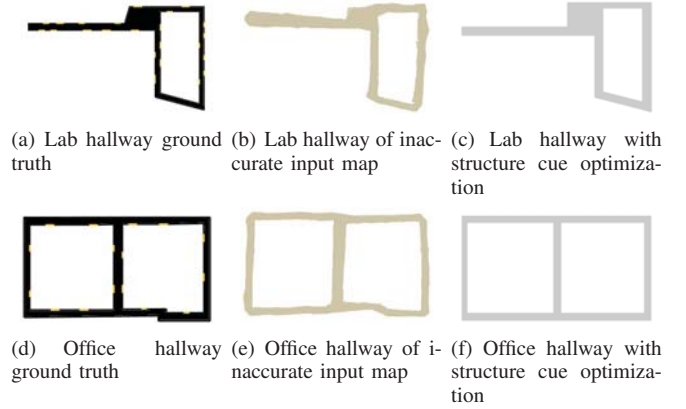 (a) Lab hallway ground truth
(b) Lab hallway of inac-
curate input map
(c) Lab hallway with
structure cue optimiza-
tion
(d) Office hallway
ground truth
(e) Office hallway of i-
naccurate input map
(f) Office hallway with
structure cue optimiza-
tion